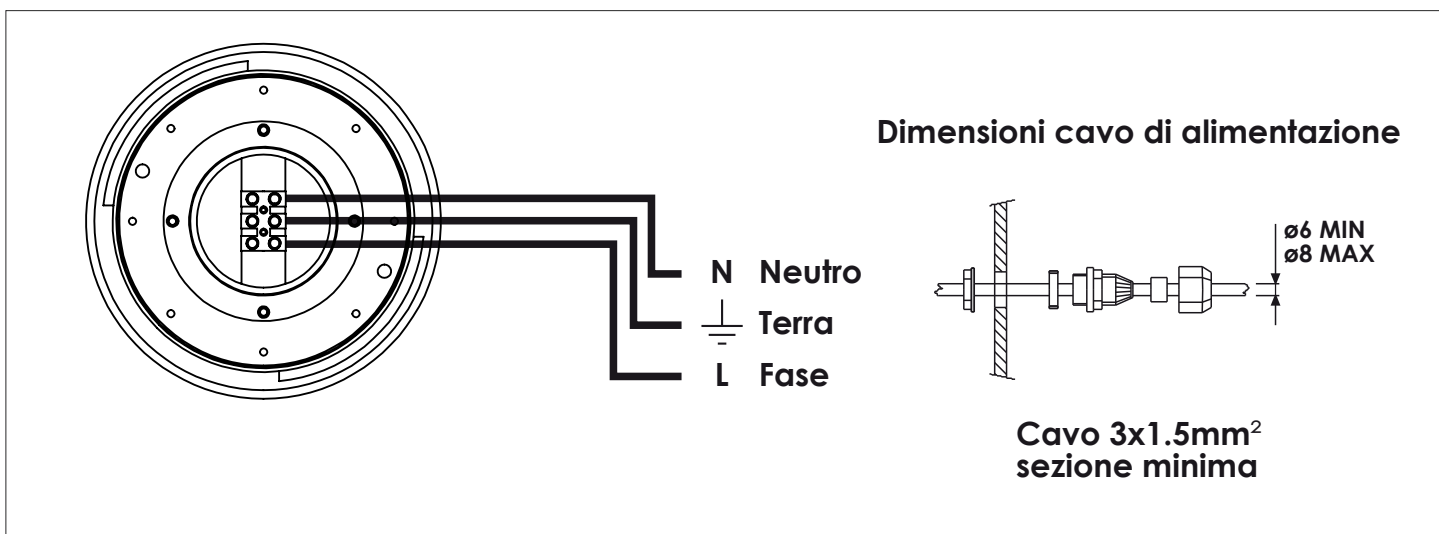 Dimensioni cavo di alimentazione
ø6 MIN
ø8 MAX
N Neutro
Terra
L Fase
Cavo 3x1.5mm²
sezione minima